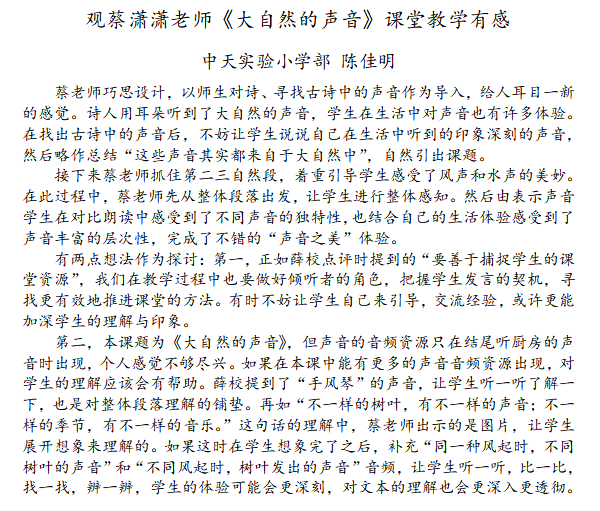 观蔡潇潇老师《大自然的声音》课堂教学有感
中天实验小学部 陈佳明
蔡老师巧思设计，以师生对诗、寻找古诗中的声音作为导入，给人耳目一新
的感觉。诗人用耳朵听到了大自然的声音，学生在生活中对声音也有许多体验。
在找出古诗中的声音后，不妨让学生说说自己在生活中听到的印象深刻的声音，
然后略作总结“这些声音其实都来自于大自然中”，自然引出课题。
接下来蔡老师抓住第二三自然段，着重引导学生感受了风声和水声的美妙。
在此过程中，蔡老师先从整体段落出发，让学生进行整体感知。然后由表示声音
学生在对比朗读中感受到了不同声音的独特性，也结合自己的生活体验感受到了
声音丰富的层次性，完成了不错的“声音之美”体验。
有两点想法作为探讨：第一，正如薛校点评时提到的“要善于捕捉学生的课
堂资源”，我们在教学过程中也要做好倾听者的角色，把握学生发言的契机，寻
找更有效地推进课堂的方法。有时不妨让学生自己来引导，交流经验，或许更能
加深学生的理解与印象。
第二，本课题为《大自然的声音》，但声音的音频资源只在结尾听厨房的声
音时出现，个人感觉不够尽兴。如果在本课中能有更多的声音音频资源出现，对
学生的理解应该会有帮助。薛校提到了“手风琴”的声音，让学生听一听了解一
下，也是对整体段落理解的铺垫。再如“不一样的树叶，有不一样的声音；不一
样的季节，有不一样的音乐。”这句话的理解中，蔡老师出示的是图片，让学生
展开想象来理解的。如果这时在学生想象完了之后，补充“同一种风起时，不同
树叶的声音”和“不同风起时，树叶发出的声音”音频，让学生听一听，比一比，
找一找，辨一辨，学生的体验可能会更深刻，对文本的理解也会更深入更透彻。